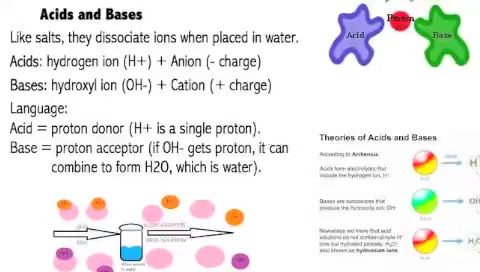 Acids and Bases
Like salts, they dissociate ions when placed in water.
Acids: hydrogen ion (H+) + Anion (- charge)
Bases: hydroxyl ion (OH-) + Cation (+ charge)
Language:
Acid = proton donor (H+ is a single proton).
Base = proton acceptor (if OH- gets proton, it can
combine to form H2O, which is water).
Proton
Acid
Base
Theories of Acids and Bases
According to Arrhenius:
Acids form electrolytes that
include the hydrogen ion, H
Bases are substances that
produce the hydroxide ion, OH
OH
Nowadays we know that acid
solutions do not contain simple H
ions but hydrated protons, H₃O
also known as hydronium ions